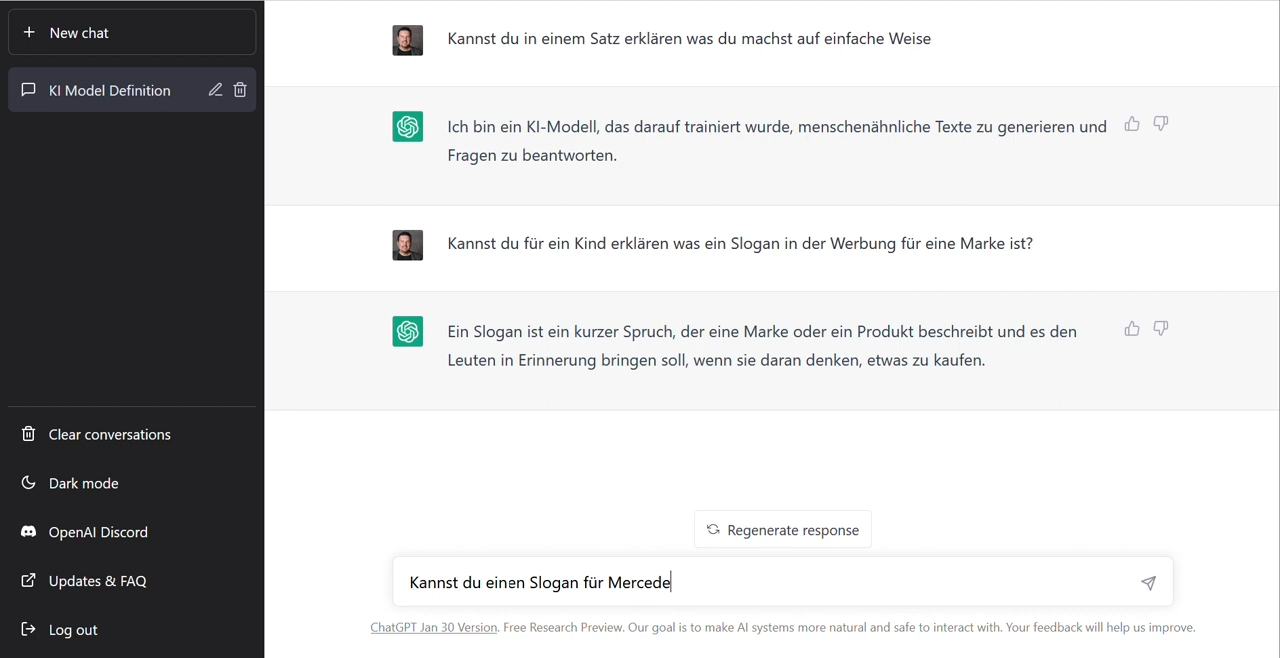 New chat
KI Model Definition
Clear conversations
Dark mode
OpenAI Discord
Updates & FAQ
Log out
Kannst du in einem Satz erklären was du machst auf einfache Weise
Ich bin ein KI-Modell, das darauf trainiert wurde, menschenähnliche Texte zu generieren und
Fragen zu beantworten.
Kannst du für ein Kind erklären was ein Slogan in der Werbung für eine Marke ist?
Ein Slogan ist ein kurzer Spruch, der eine Marke oder ein Produkt beschreibt und es den
Leuten in Erinnerung bringen soll, wenn sie daran denken, etwas zu kaufen.
Regenerate response
Kannst du einen Slogan für Mercede
ChatGPT Jan 30 Version. Free Research Preview. Our goal is to make AI systems more natural and safe to interact with. Your feedback will help us improve.